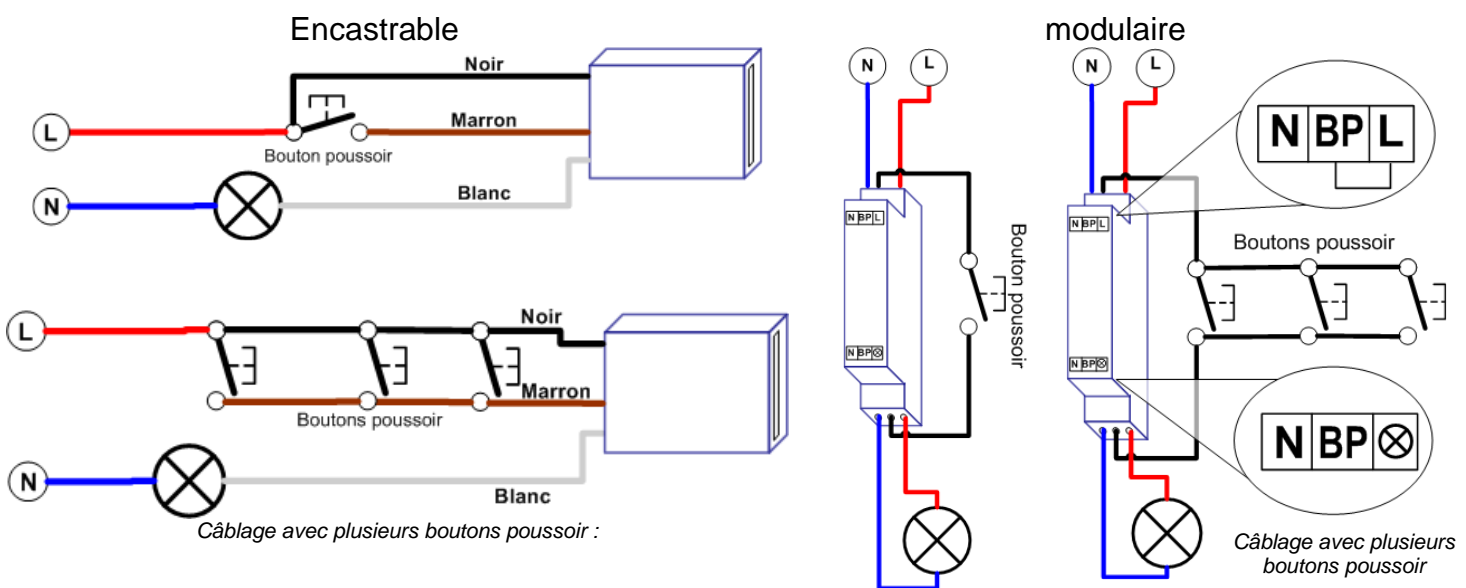 Encastrable
Noir
L
Marron
Bouton poussoir
Blanc
N
L
Noir
Marron
Boutons poussoir
N
Blanc
Câblage avec plusieurs boutons poussoir :
modulaire
N
L
N BP L
Bouton poussoir
N BP
N
L
N BP L
N BP L
Boutons poussoir
N BP
N BP
Câblage avec plusieurs
boutons poussoir